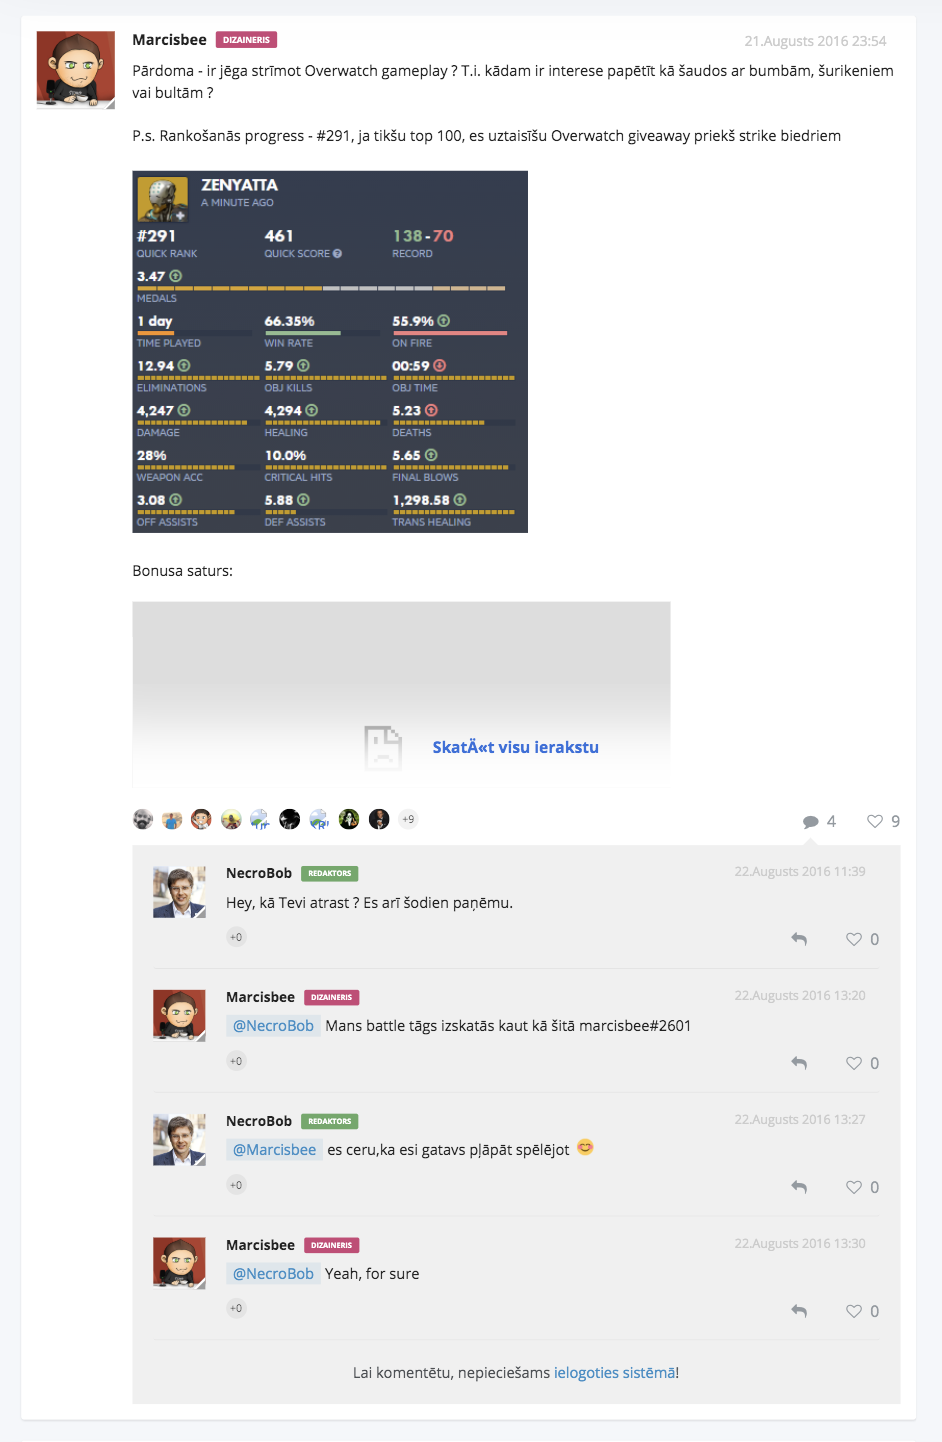 Marcisbee DIZAINERIS 21.Augusts 2016 23:54
Pārdoma - ir jēga strīmot Overwatch gameplay ? T.i. kādam ir interese papētīt kā šaudos ar bumbām, šurikeniem
vai bultām ?
P.s. Rankošanās progress - #291, ja tikšu top 100, es uztaisīšu Overwatch giveaway priekš strike biedriem
ZENYATTA
A MINUTE AGO
#291 461 138 - 70
QUICK RANK QUICK SCORE ? RECORD
3.47
MEDALS
1 day 66.35% 55.9%
TIME PLAYED WIN RATE ON FIRE
12.94 5.79 00:59
ELIMINATIONS OBJ KILLS OBJ TIME
4,247 4,294 5.23
DAMAGE HEALING DEATHS
28% 10.0% 5.65
WEAPON ACC CRITICAL HITS FINAL BLOWS
3.08 5.88 1,298.58
OFF ASSISTS DEF ASSISTS TRANS HEALING
Bonusa saturs:
SkatÄ«t visu ierakstu
+9 4 9
NecroBob REDAKTORS 22.Augusts 2016 11:39
Hey, kā Tevi atrast ? Es arī šodien paņēmu.
+0 0
Marcisbee DIZAINERIS 22.Augusts 2016 13:20
@NecroBob Mans battle tāgs izskatās kaut kā šitā marcisbee#2601
+0 0
NecroBob REDAKTORS 22.Augusts 2016 13:27
@Marcisbee es ceru,ka esi gatavs pļāpāt spēlējot 😊
+0 0
Marcisbee DIZAINERIS 22.Augusts 2016 13:30
@NecroBob Yeah, for sure
+0 0
Lai komentētu, nepieciešams ielogoties sistēmā!